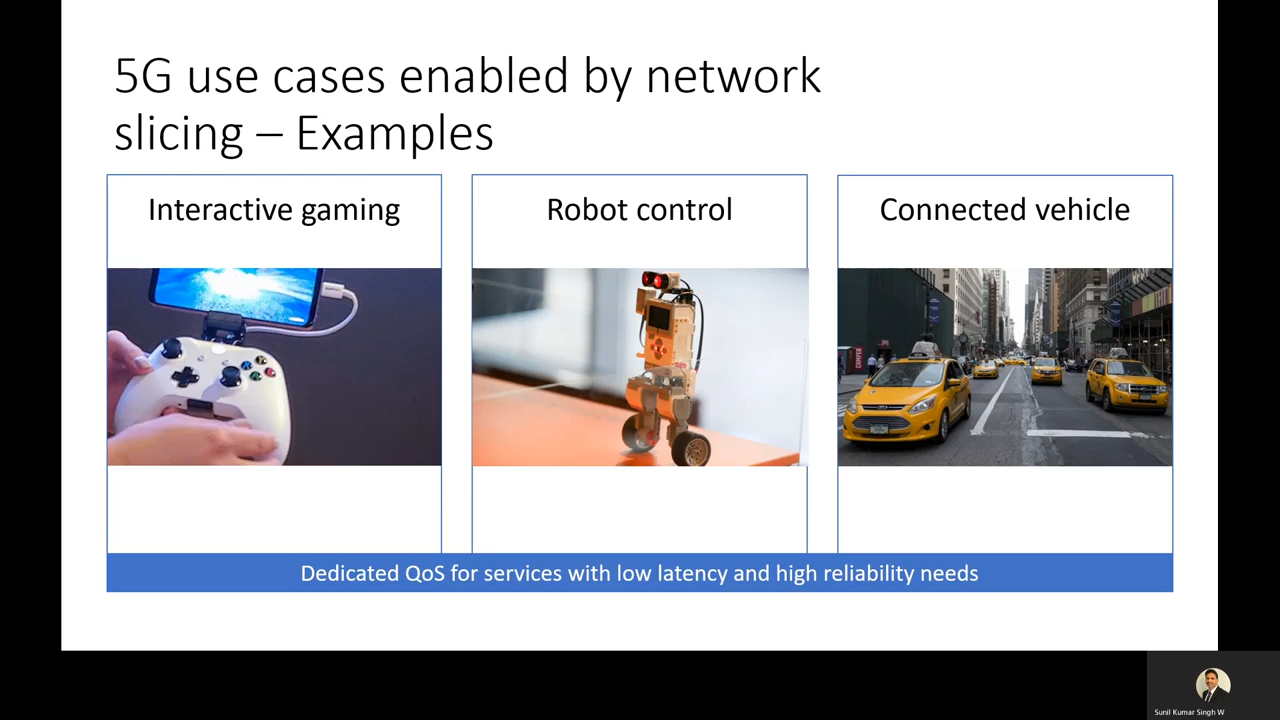 5G use cases enabled by network
slicing – Examples
Interactive gaming
Robot control
Connected vehicle
Dedicated QoS for services with low latency and high reliability needs
Sunil Kumar Singh W